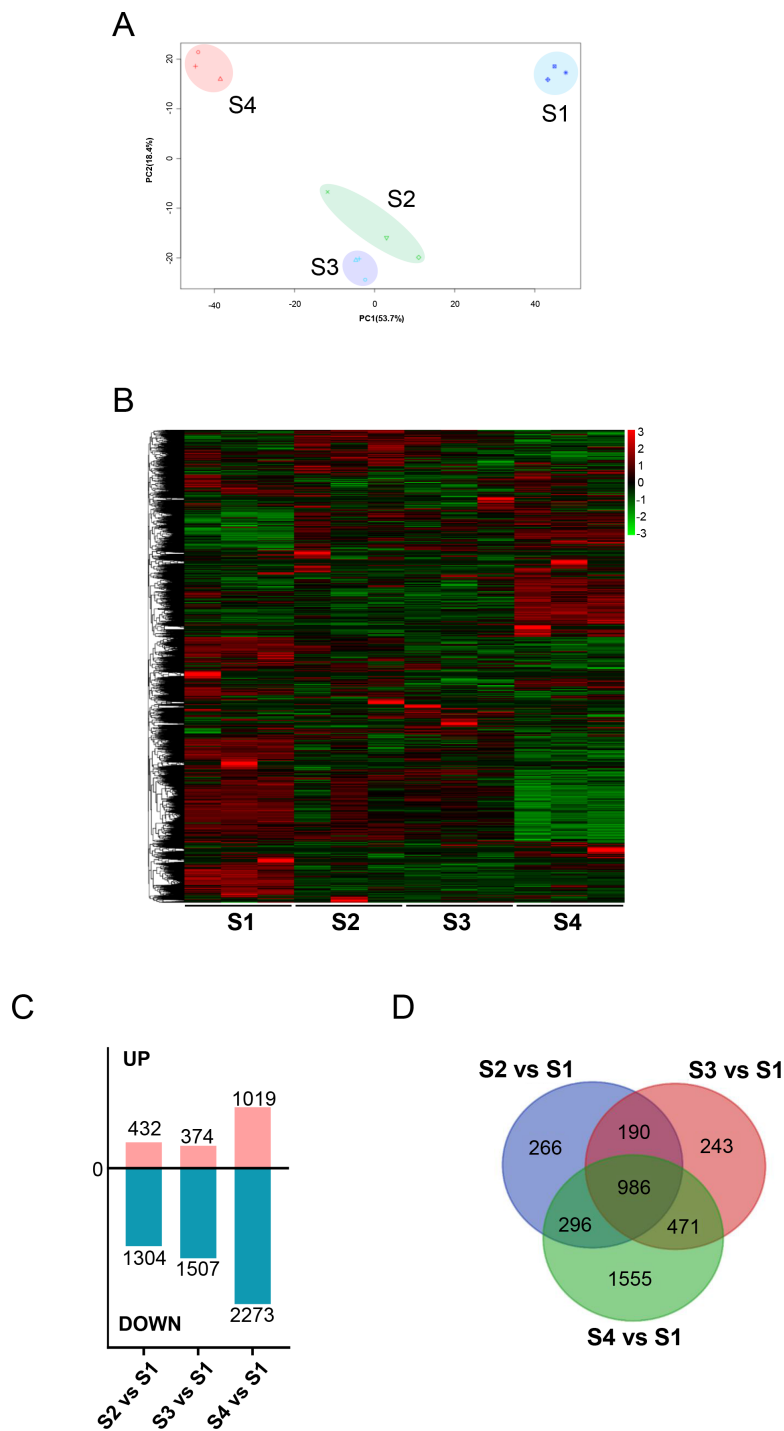 A
20
-10
0
-10
-20
PC2(18.4%)
S4
S1
S2
S3
-40
-20
0
20
40
PC1(53.7%)
B
3
2
1
0
-1
-2
-3
S1 S2 S3 S4
C
UP
432
374
1019
0
1304
1507
2273
DOWN
S2 vs S1
S3 vs S1
S4 vs S1
D
S2 vs S1
S3 vs S1
266
190
243
986
296
471
1555
S4 vs S1